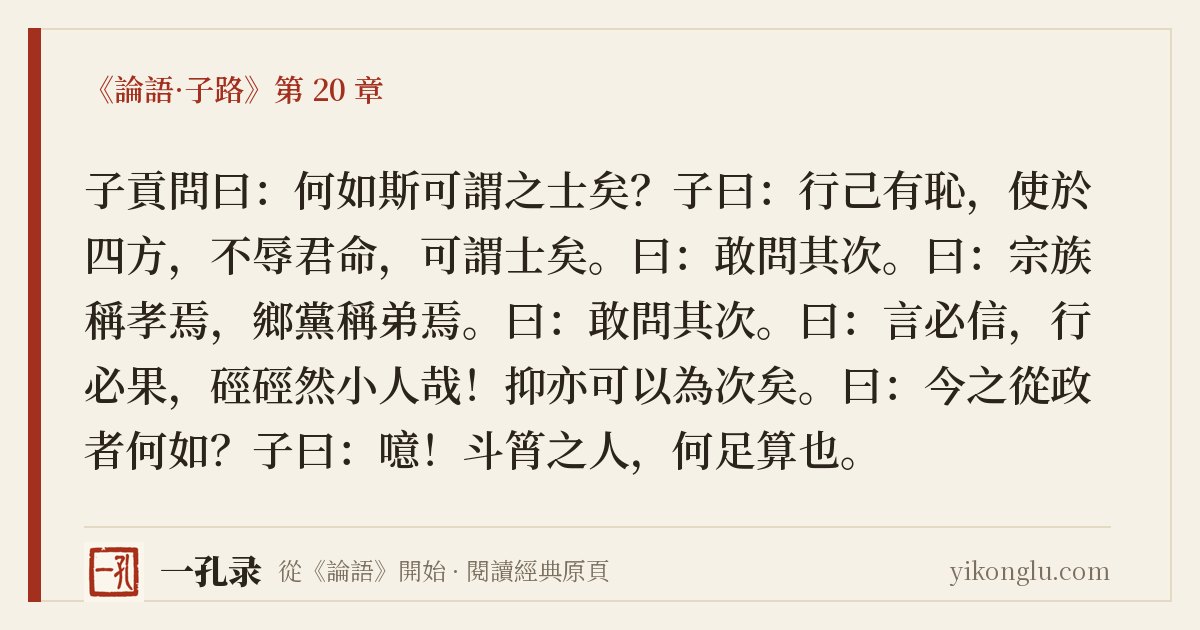 《論語·子路》第 20 章
子貢問曰：何如斯可謂之士矣？子曰：行己有恥，使於
四方，不辱君命，可謂士矣。曰：敢問其次。曰：宗族
稱孝焉，鄉黨稱弟焉。曰：敢問其次。曰：言必信，行
必果，硜硜然小人哉！抑亦可以為次矣。曰：今之從政
者何如？子曰：噫！斗筲之人，何足算也。
一孔
一孔录 從《論語》開始 · 閱讀經典原頁 yikonglu.com